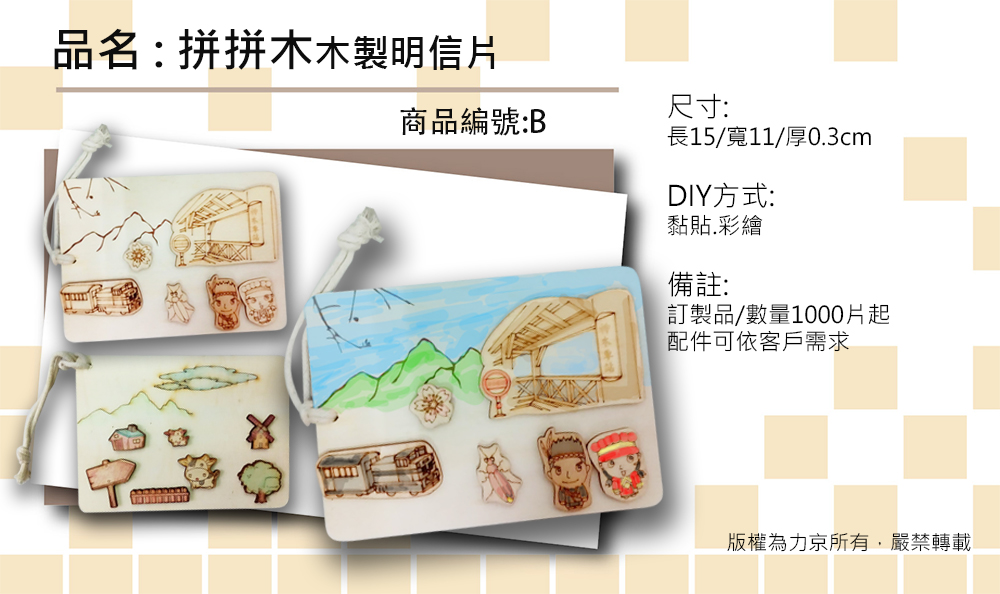 品名 : 拼拼木木製明信片
商品編號:B
尺寸:
長15/寬11/厚0.3cm
DIY方式:
黏貼.彩繪
備註:
訂製品/數量1000片起
配件可依客戶需求
版權為力京所有，嚴禁轉載